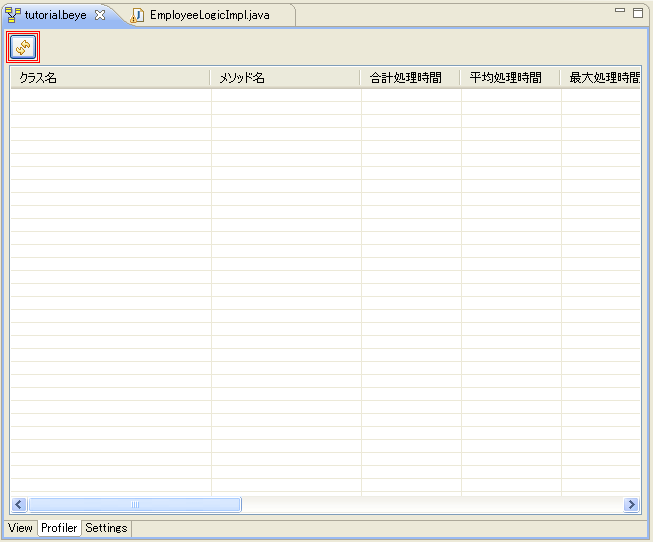 tutorial.beye EmployeeLogicImpl.java
クラス名 メソッド名 合計処理時間 平均処理時間 最大処理時間
View Profiler Settings